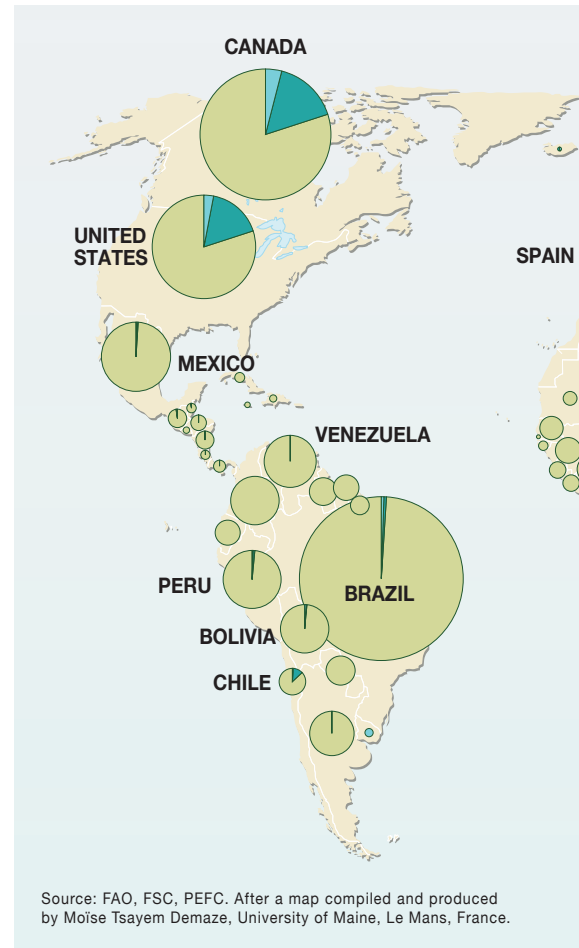 CANADA
UNITED
STATES
SPAIN
MEXICO
VENEZUELA
BRAZIL
PERU
BOLIVIA
CHILE
Source: FAO, FSC, PEFC. After a map compiled and produced
by Moïse Tsayem Demaze, University of Maine, Le Mans, France.